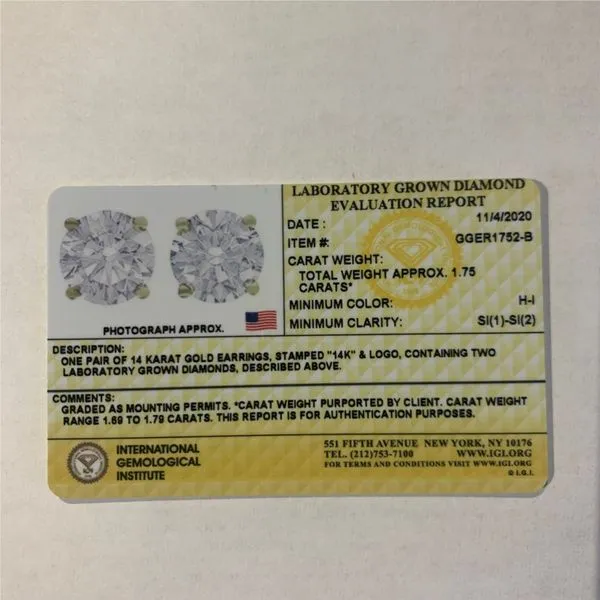 LABORATORY GROWN DIAMOND
EVALUATION REPORT
DATE : 11/4/2020
ITEM #: GGER1752-B
CARAT WEIGHT:
TOTAL WEIGHT APPROX. 1.75
CARATS*
MINIMUM COLOR: H-I
MINIMUM CLARITY: SI(1)-SI(2)
PHOTOGRAPH APPROX.
DESCRIPTION:
ONE PAIR OF 14 KARAT GOLD EARRINGS, STAMPED "14K" & LOGO, CONTAINING TWO
LABORATORY GROWN DIAMONDS, DESCRIBED ABOVE.
COMMENTS:
GRADED AS MOUNTING PERMITS. *CARAT WEIGHT PURPORTED BY CLIENT. CARAT WEIGHT
RANGE 1.69 TO 1.79 CARATS. THIS REPORT IS FOR AUTHENTICATION PURPOSES.
INTERNATIONAL
GEMOLOGICAL
INSTITUTE
551 FIFTH AVENUE NEW YORK, NY 10176
TEL. (212)753-7100 WWW.IGI.ORG
FOR TERMS AND CONDITIONS VISIT WWW.IGI.ORG
© I.G.I.